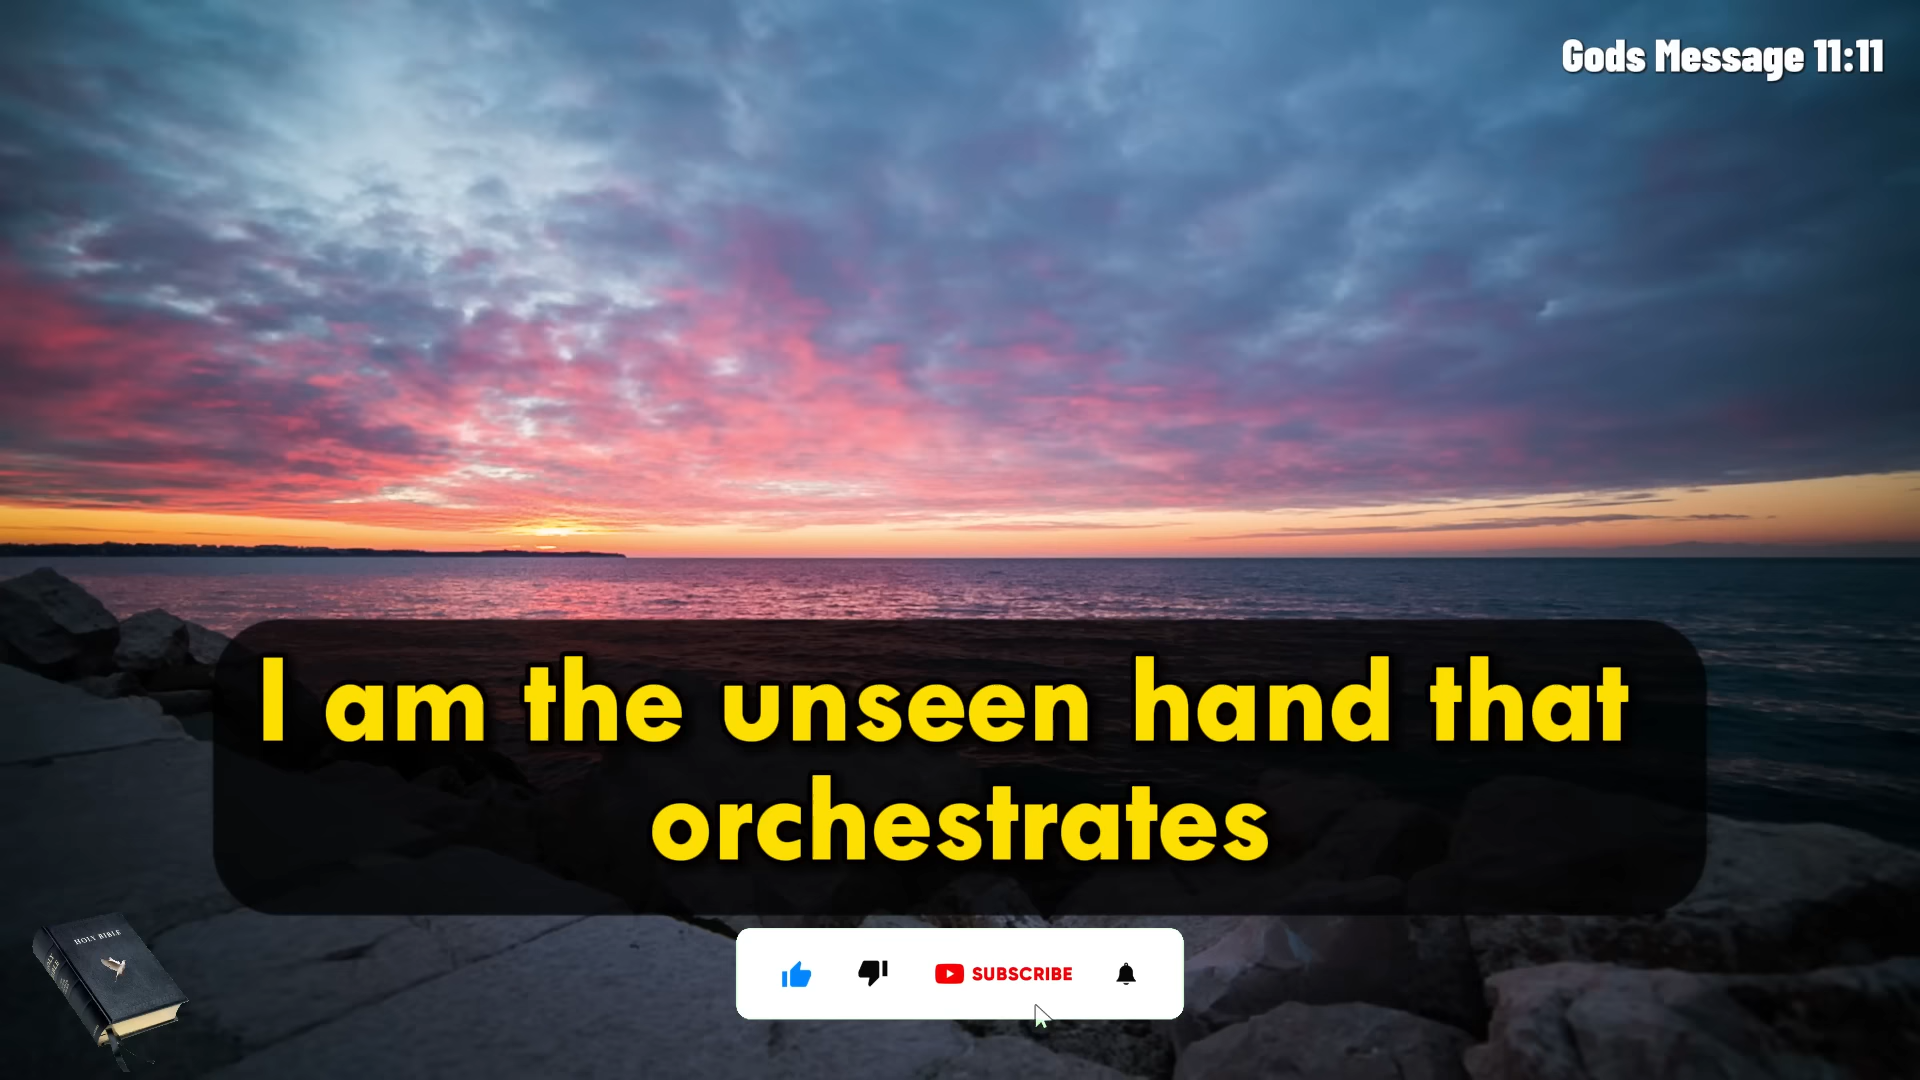 Gods Message 11:11
I am the unseen hand that
orchestrates
HOLY BIBLE
SUBSCRIBE